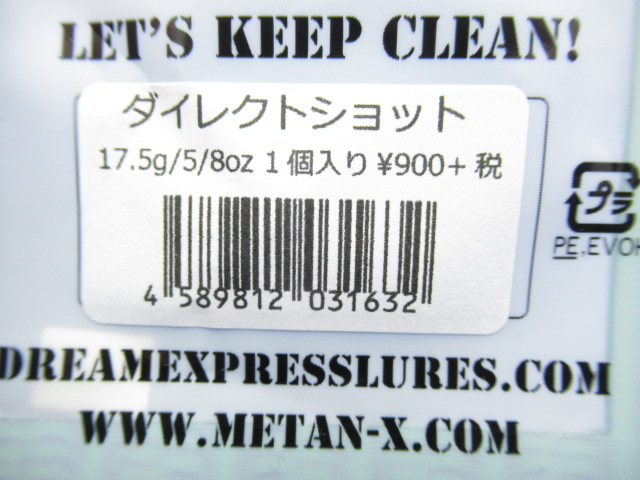 LET'S KEEP CLEAN!
ダイレクトショット
17.5g/5/8oz 1個入り ¥900+ 税
プラ
PE,EVOH
4 589812 031632
DREAMEXPRESSLURES.COM
WWW.METAN-X.COM